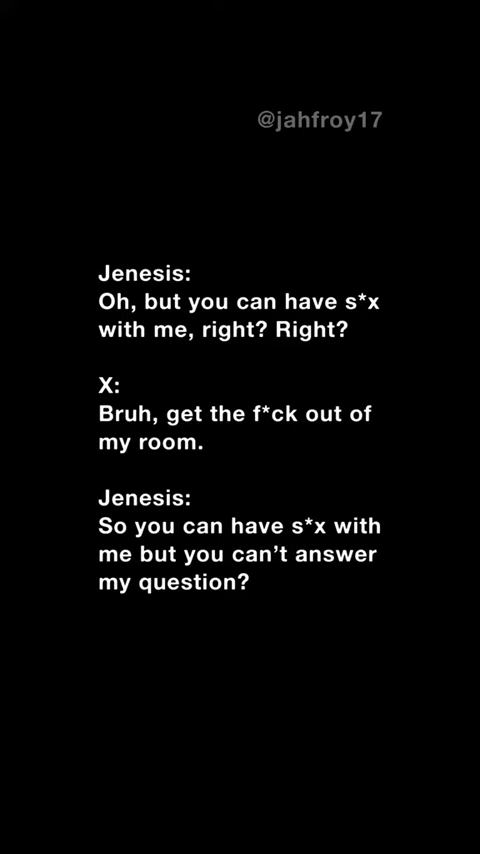 @jahfroy17
Jenesis:
Oh, but you can have s*x
with me, right? Right?
X:
Bruh, get the f*ck out of
my room.
Jenesis:
So you can have s*x with
me but you can’t answer
my question?